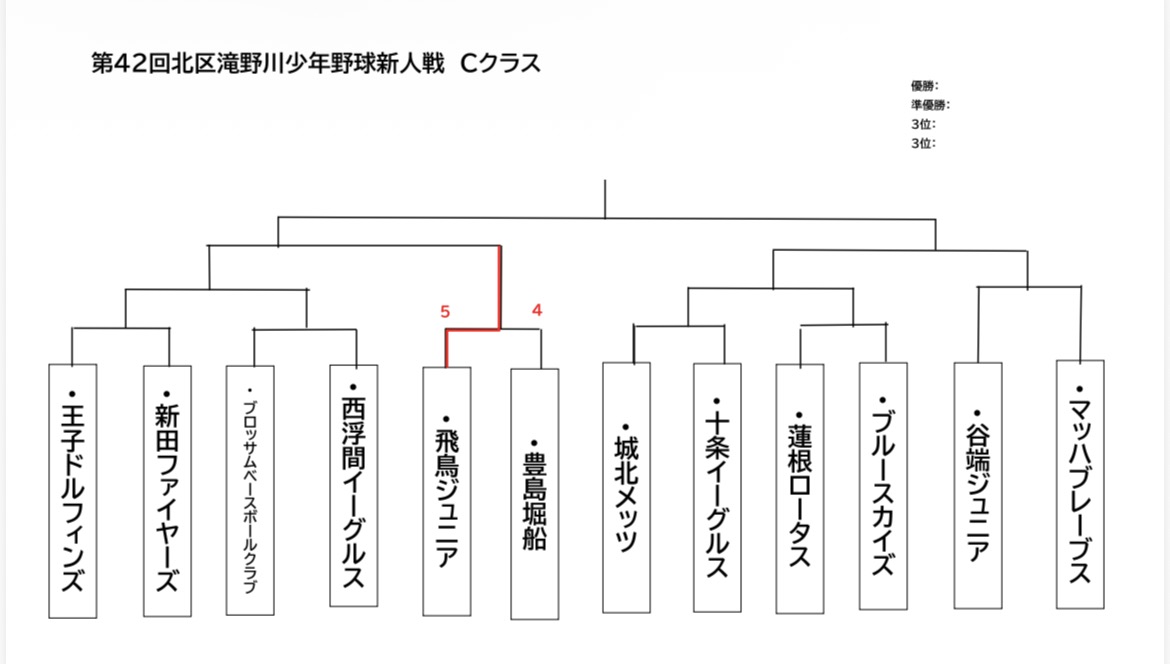 第42回北区滝野川少年野球新人戦 Cクラス
優勝:
準優勝:
3位:
3位:
5
4
・王子ドルフィンズ
・新田ファイヤーズ
・ブロッサムベースボールクラブ
・西浮間イーグルス
・飛鳥ジュニア
・豊島堀船
・城北メッツ
・十条イーグルス
・蓮根ロータス
・ブルースカイズ
・谷端ジュニア
・マッハブレーブス